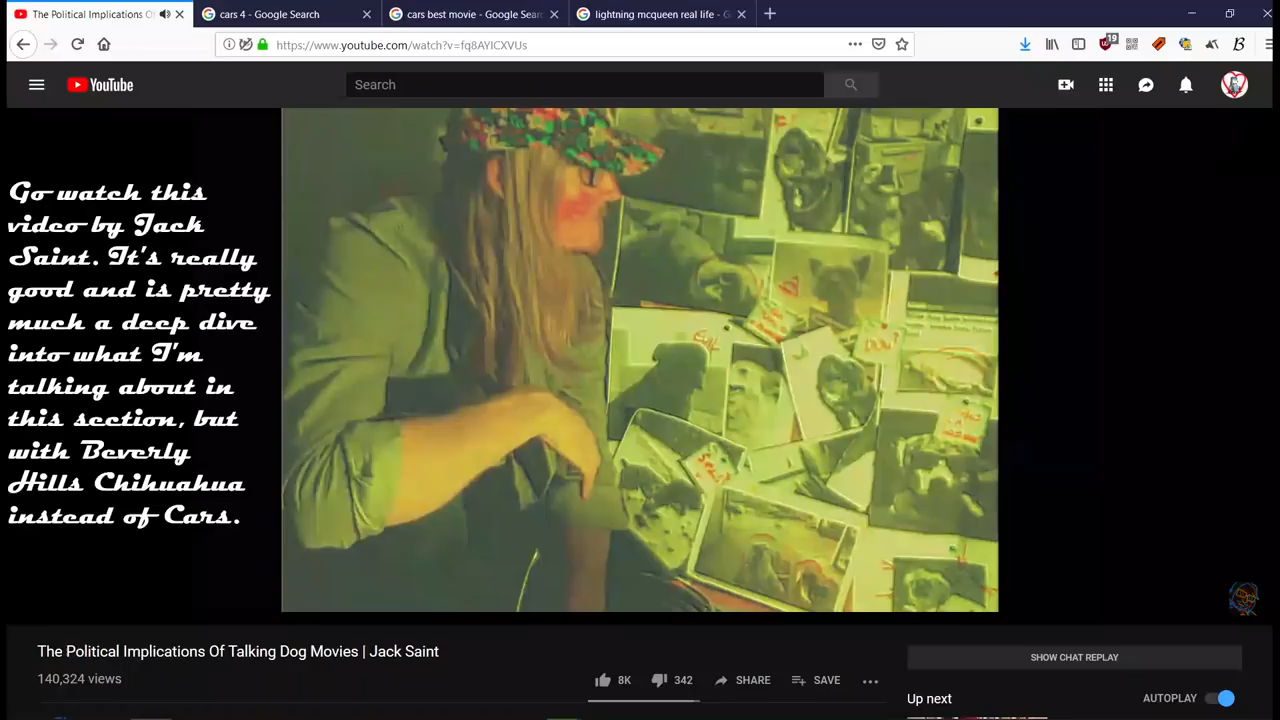 The Political Implications O
cars 4 - Google Search
cars best movie - Google Sear
lightning mcqueen real life - G
https://www.youtube.com/watch?v=fq8AYICXVUs
19
YouTube
Search
Go watch this
video by Jack
Saint. It's really
good and is pretty
much a deep dive
into what I'm
talking about in
this section, but
with Beverly
Hills Chihuahua
instead of Cars.
EVIL
The Political Implications Of Talking Dog Movies | Jack Saint
140,324 views
8K
342
SHARE
SAVE
SHOW CHAT REPLAY
Up next
AUTOPLAY